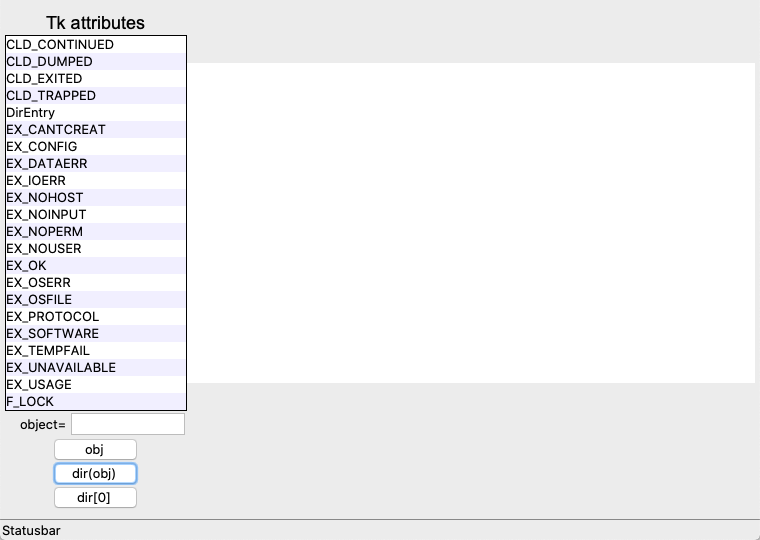 Tk attributes
CLD_CONTINUED
CLD_DUMPED
CLD_EXITED
CLD_TRAPPED
DirEntry
EX_CANTCREAT
EX_CONFIG
EX_DATAERR
EX_IOERR
EX_NOHOST
EX_NOINPUT
EX_NOPERM
EX_NOUSER
EX_OK
EX_OSERR
EX_OSFILE
EX_PROTOCOL
EX_SOFTWARE
EX_TEMPFAIL
EX_UNAVAILABLE
EX_USAGE
F_LOCK
object=
obj
dir(obj)
dir[0]
Statusbar